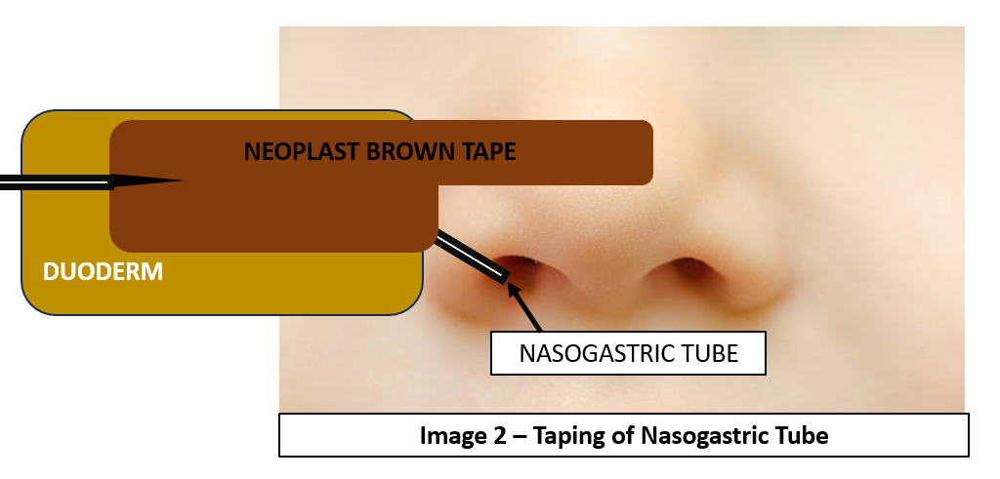 NEOPLAST BROWN TAPE
DUODERM
NASOGASTRIC TUBE
Image 2 – Taping of Nasogastric Tube